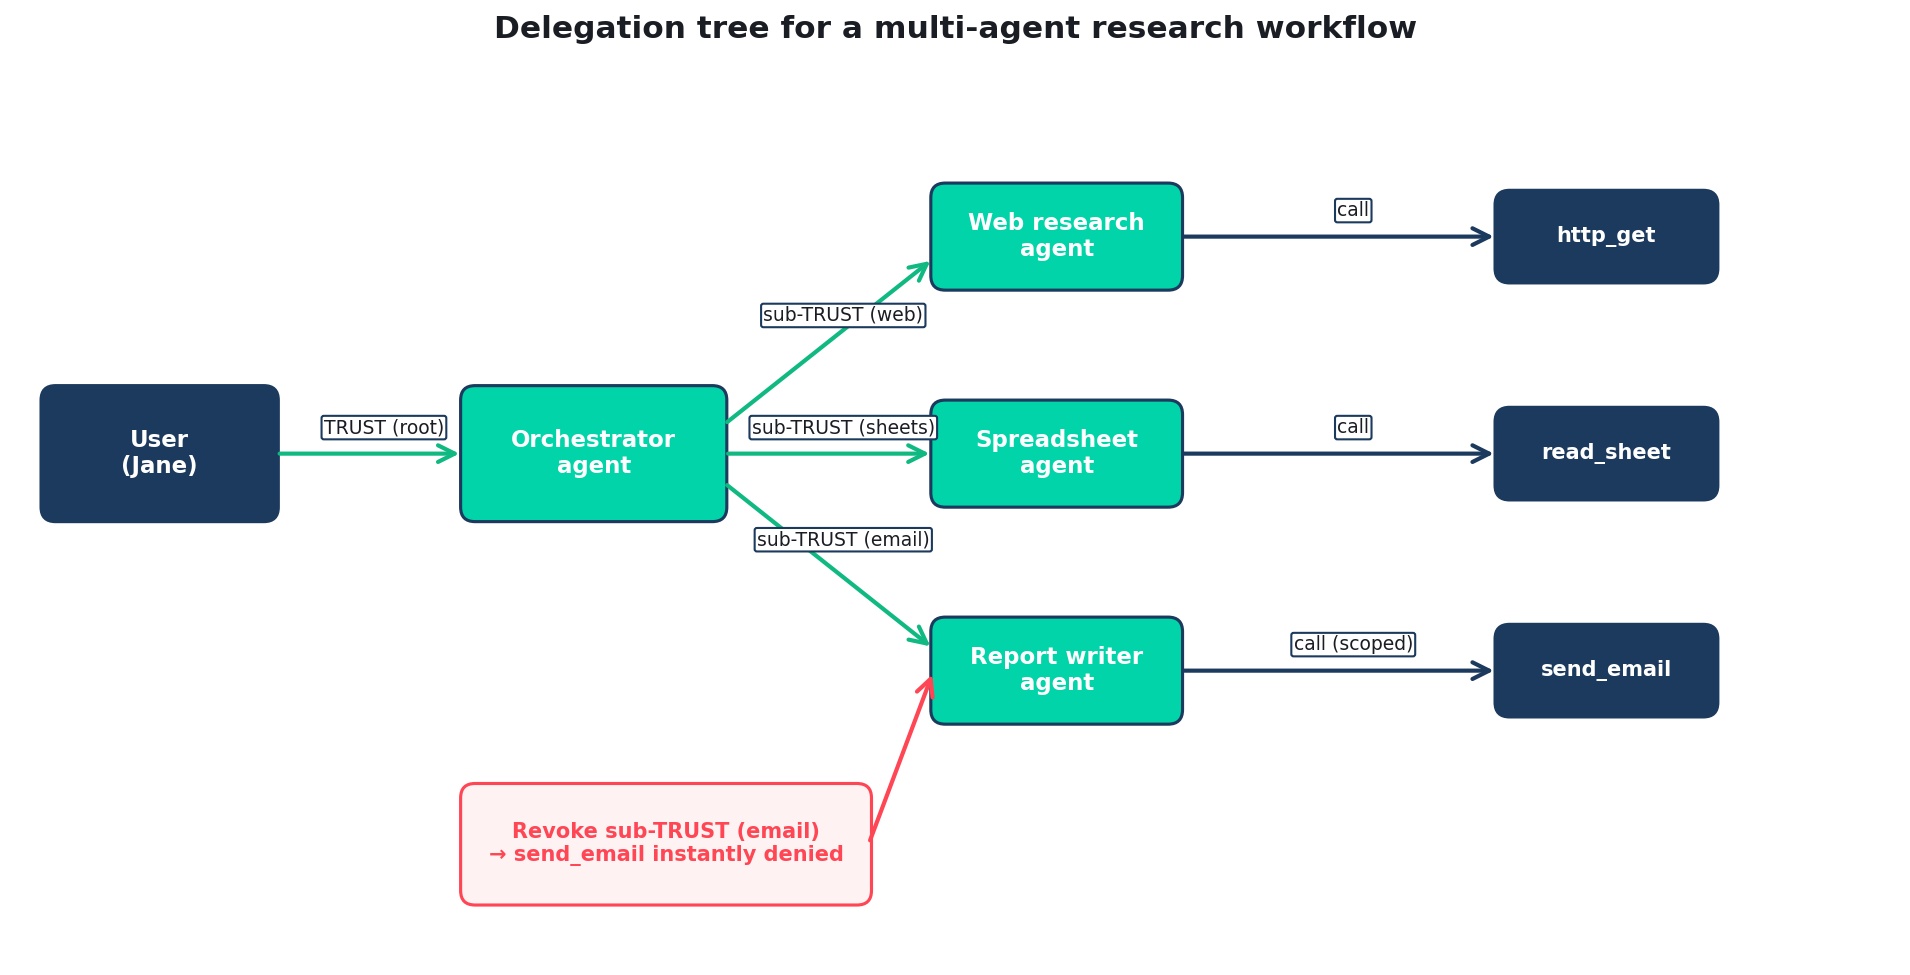 Delegation tree for a multi-agent research workflow
Web research
agent
call
http_get
sub-TRUST (web)
User
(Jane)
TRUST (root)
Orchestrator
agent
sub-TRUST (sheets)
Spreadsheet
agent
call
read_sheet
sub-TRUST (email)
Report writer
agent
call (scoped)
send_email
Revoke sub-TRUST (email)
→ send_email instantly denied